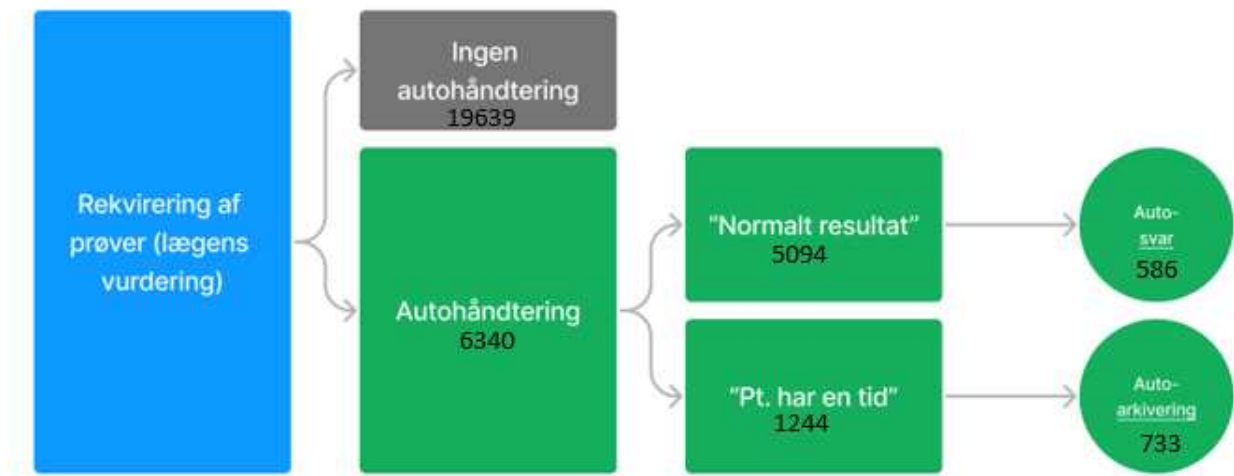 Rekvirering af
prøver (lægens
vurdering)
Ingen
autohåndtering
19639
Autohåndtering
6340
"Normalt resultat"
5094
"Pt. har en tid"
1244
Auto-
svar
586
Auto-
arkivering
733